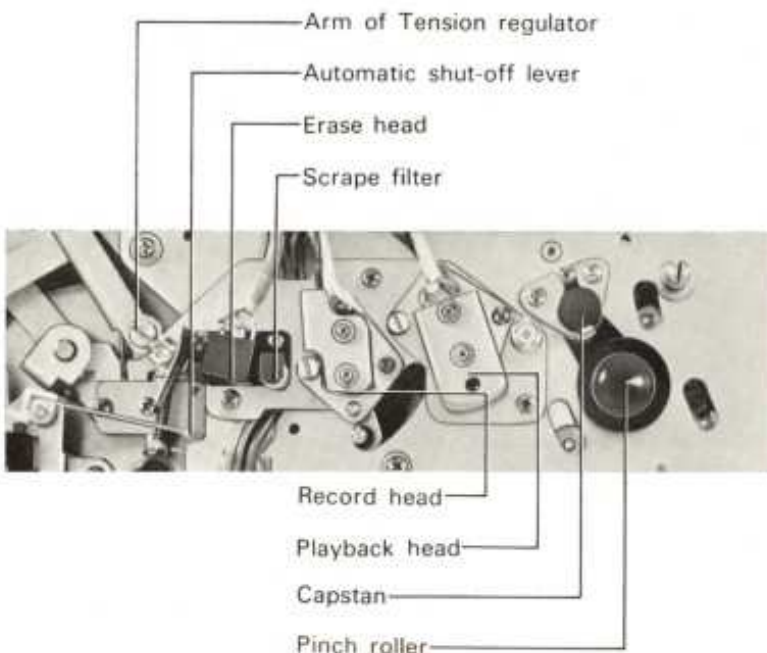 Arm of Tension regulator
Automatic shut-off lever
Erase head
Scrape filter
Record head
Playback head
Capstan
Pinch roller